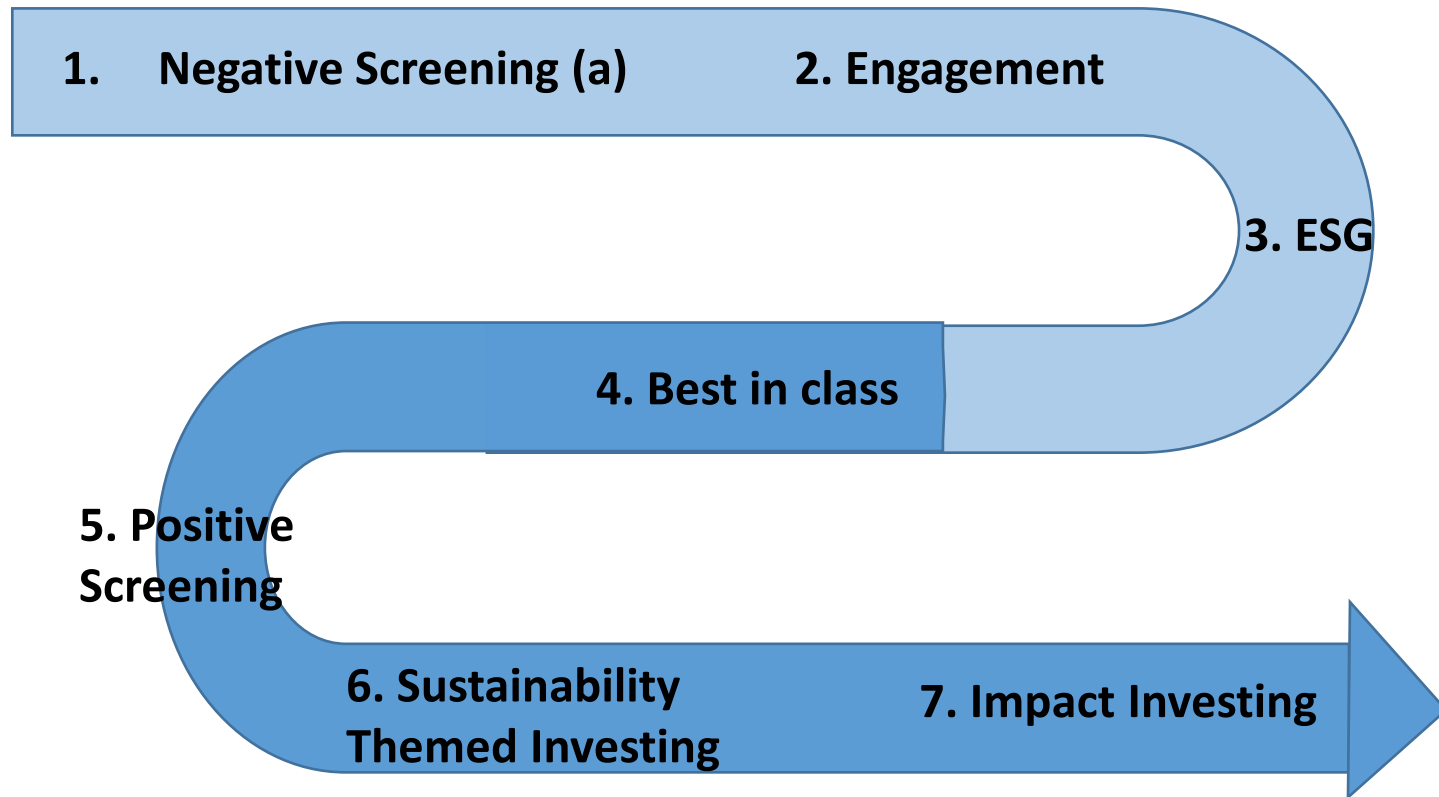 1. Negative Screening (a)
2. Engagement
3. ESG
4. Best in class
5. Positive
Screening
6. Sustainability
Themed Investing
7. Impact Investing